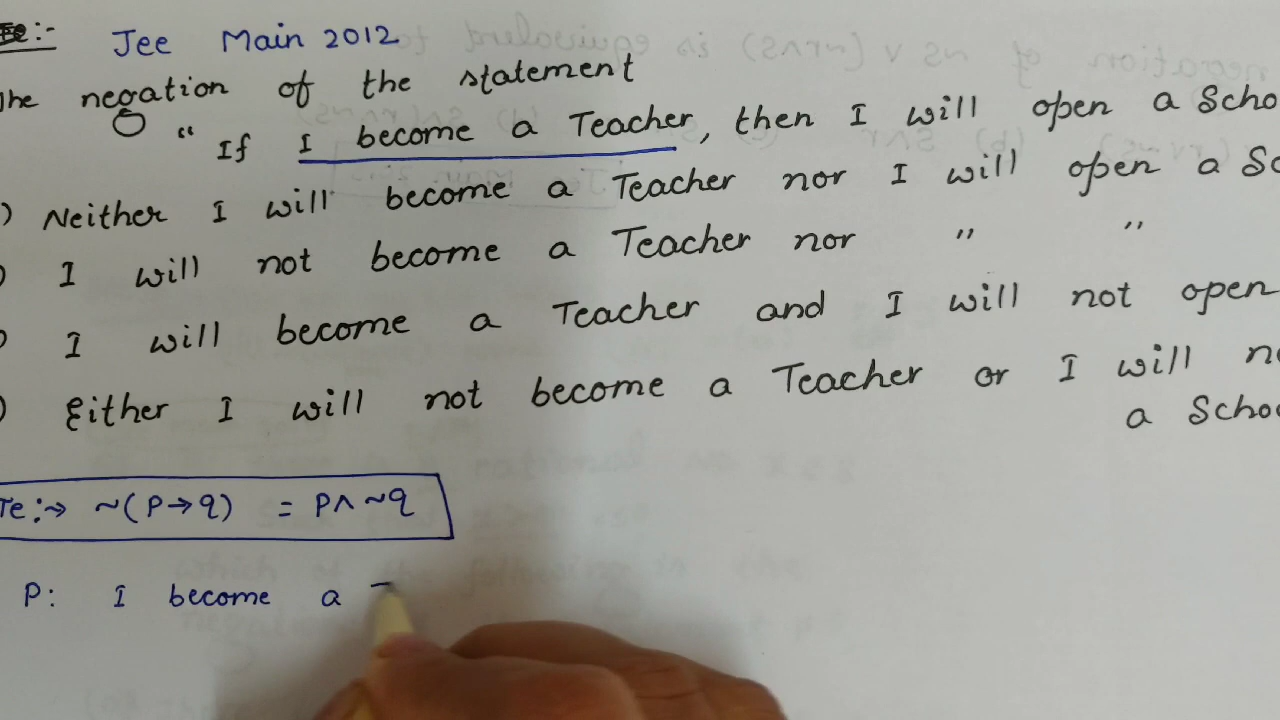 Jee Main 2012
The negation of the statement
" If I become a Teacher, then I will open a Scho
) Neither I will become a Teacher nor I will open a Sc
) I will not become a Teacher nor " "
) I will become a Teacher and I will not open
) Either I will not become a Teacher or I will no
a Schoo
Te:→ ~(P→q) = P∧~q
P: I become a T